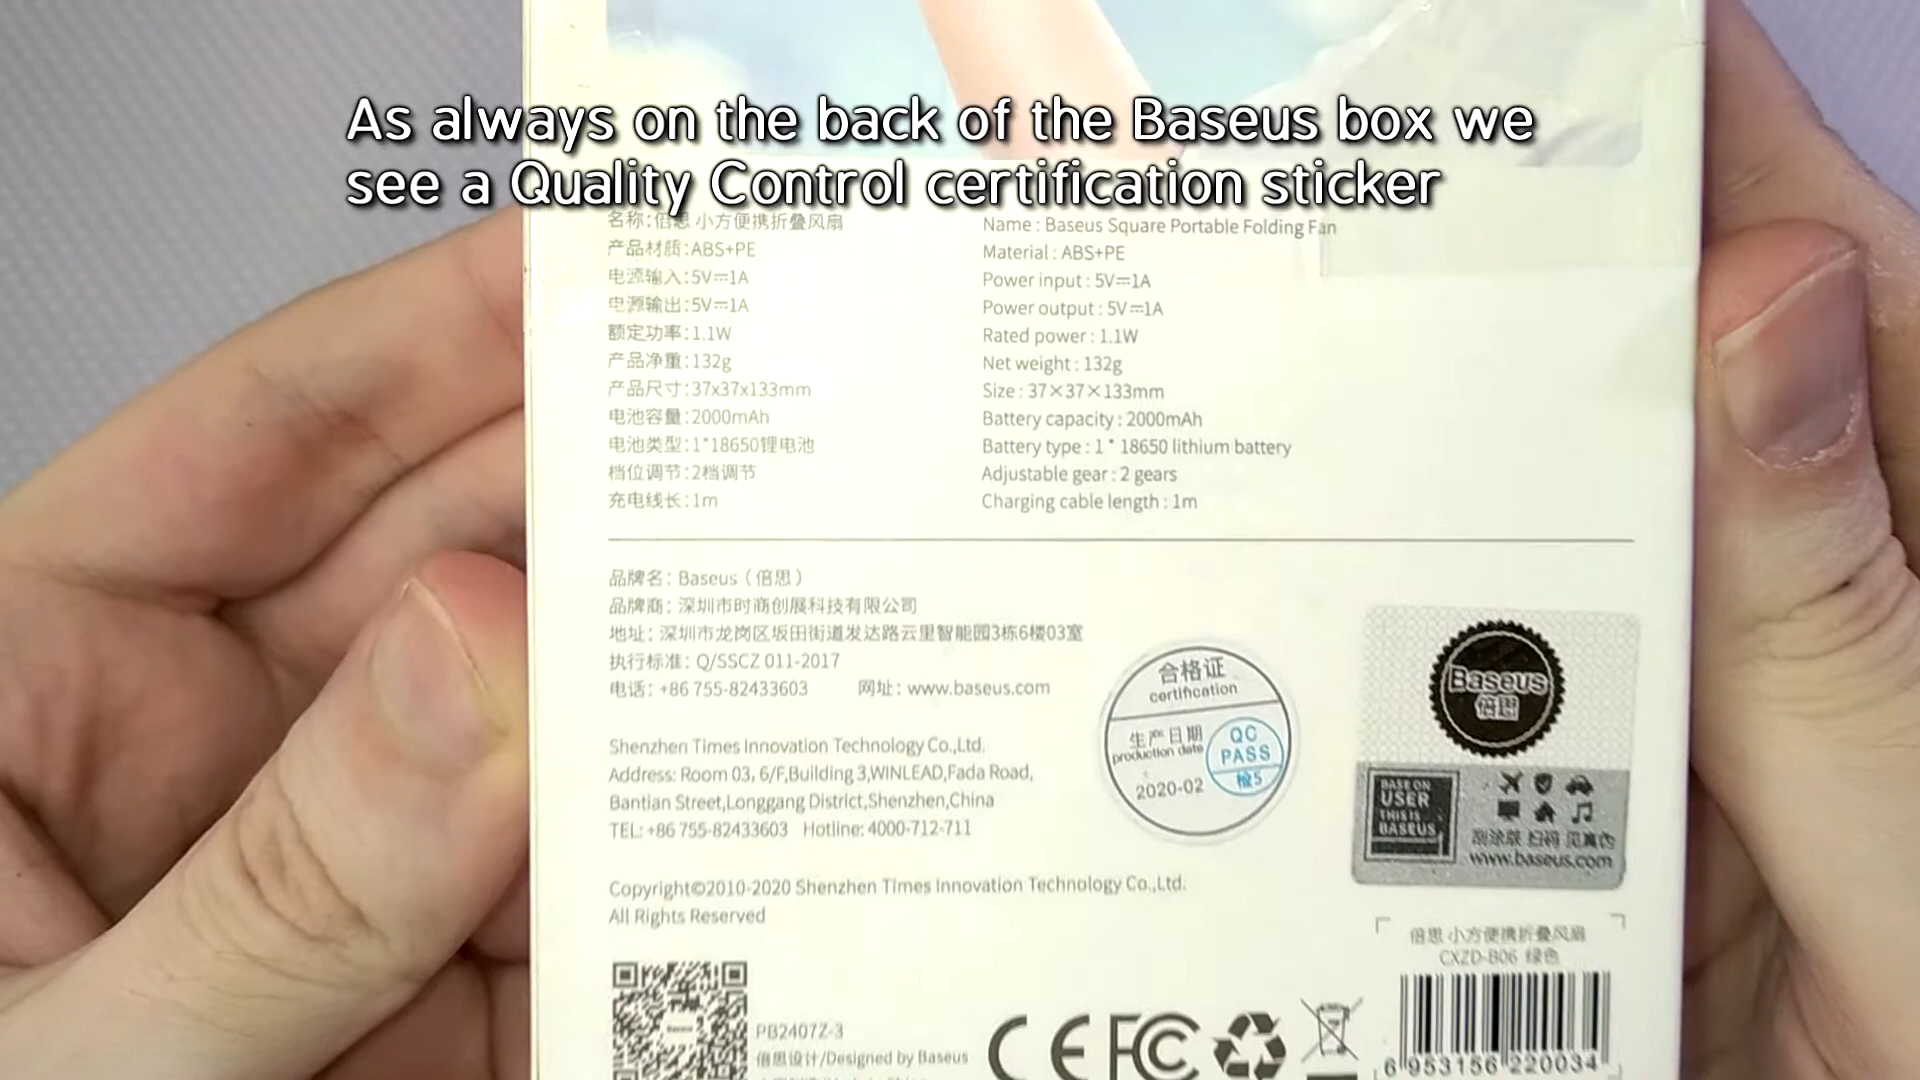 As always on the back of the Baseus box we
see a Quality Control certification sticker
名称:倍思 小方便携折叠风扇
产品材质:ABS+PE
电源输入:5V⎓1A
电源输出:5V⎓1A
额定功率:1.1W
产品净重:132g
产品尺寸:37x37x133mm
电池容量:2000mAh
电池类型:1*18650锂电池
档位调节:2档调节
充电线长:1m
Name : Baseus Square Portable Folding Fan
Material : ABS+PE
Power input : 5V⎓1A
Power output : 5V⎓1A
Rated power : 1.1W
Net weight : 132g
Size : 37×37×133mm
Battery capacity : 2000mAh
Battery type : 1 * 18650 lithium battery
Adjustable gear : 2 gears
Charging cable length : 1m
品牌名: Baseus（倍思）
品牌商: 深圳市时商创展科技有限公司
地址: 深圳市龙岗区坂田街道发达路云里智能园3栋6楼03室
执行标准: Q/SSCZ 011-2017
电话: +86 755-82433603 网址: www.baseus.com
Shenzhen Times Innovation Technology Co.,Ltd.
Address: Room 03, 6/F,Building 3,WINLEAD,Fada Road,
Bantian Street,Longgang District,Shenzhen,China
TEL: +86 755-82433603 Hotline: 4000-712-711
Copyright©2010-2020 Shenzhen Times Innovation Technology Co.,Ltd.
All Rights Reserved
合格证
certification
生产日期
production date
2020-02
QC
PASS
检5
Baseus
倍思
BASE ON
USER
THIS IS
BASEUS
刮涂层 扫码 见真伪
www.baseus.com
倍思 小方便携折叠风扇
CXZD-B06 绿色
6 953156 220034
PB2407Z-3
倍思设计/Designed by Baseus
CE FC